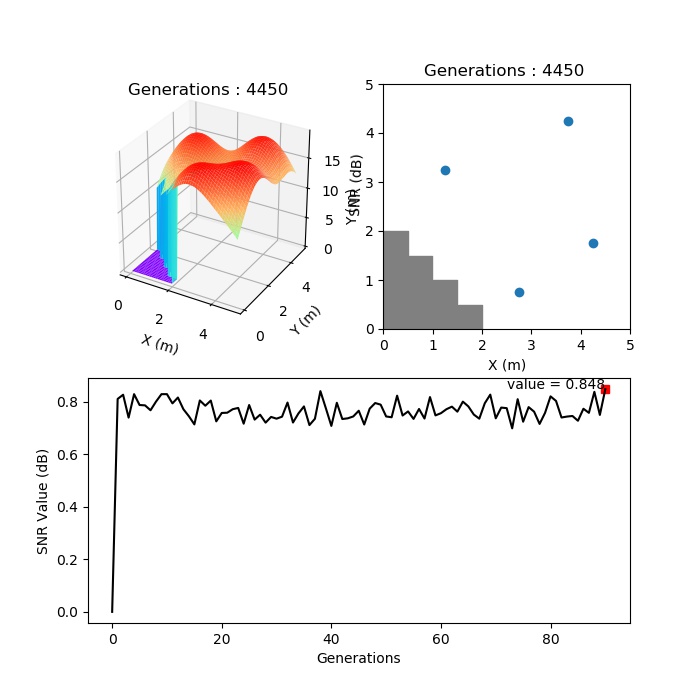 Generations : 4450
15
10
5
0
SNR (dB)
0
2
4
X (m)
0
2
4
Y (m)
Generations : 4450
5
4
3
2
1
0
Y (m)
0 1 2 3 4 5
X (m)
value = 0.848
0.8
0.6
0.4
0.2
0.0
SNR Value (dB)
0 20 40 60 80
Generations